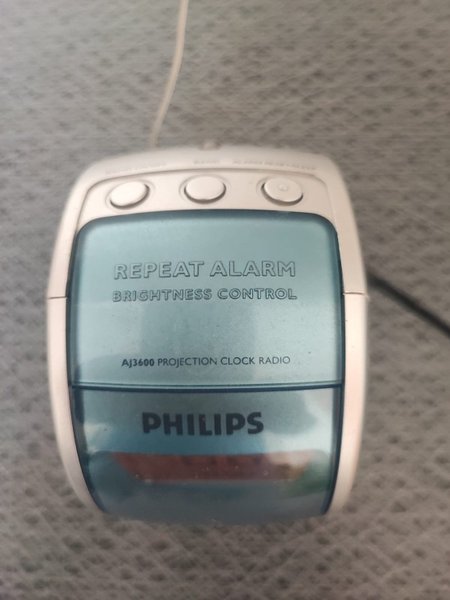 REPEAT ALARM
BRIGHTNESS CONTROL
AJ3600 PROJECTION CLOCK RADIO
PHILIPS